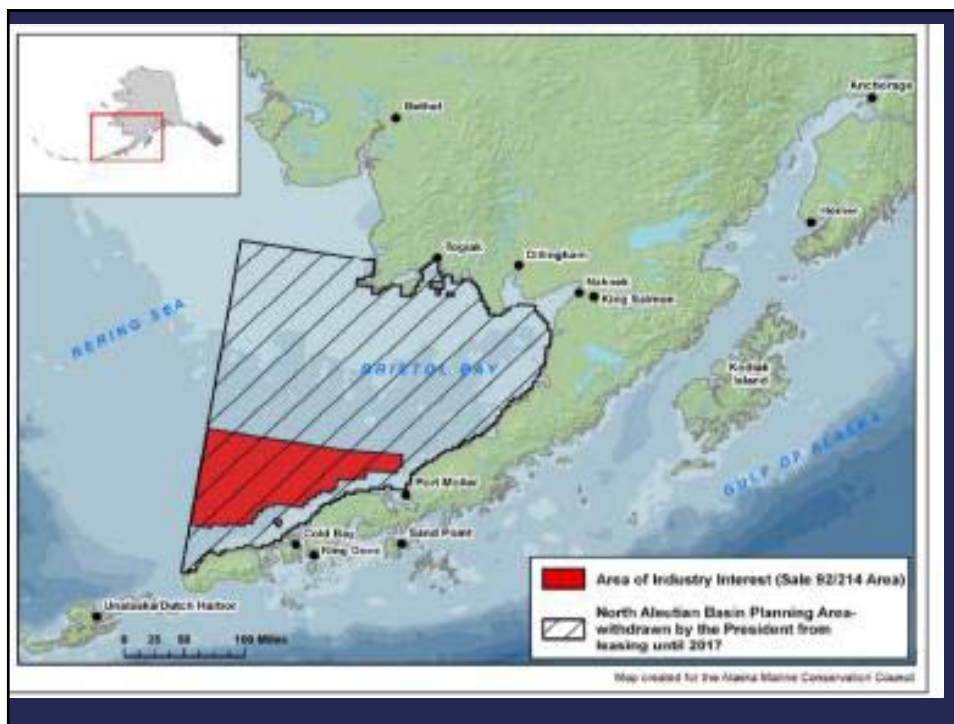 Anchorage
Bethel
Homer
Togiak
Dillingham
Naknek
King Salmon
BERING SEA
BRISTOL BAY
Kodiak
Island
GULF OF ALASKA
Port Moller
Cold Bay
Sand Point
King Cove
Unalaska/Dutch Harbor
0 25 50 100 Miles
Area of Industry Interest (Sale 92/214 Area)
North Aleutian Basin Planning Area-
withdrawn by the President from
leasing until 2017
Map created for the Alaska Marine Conservation Council